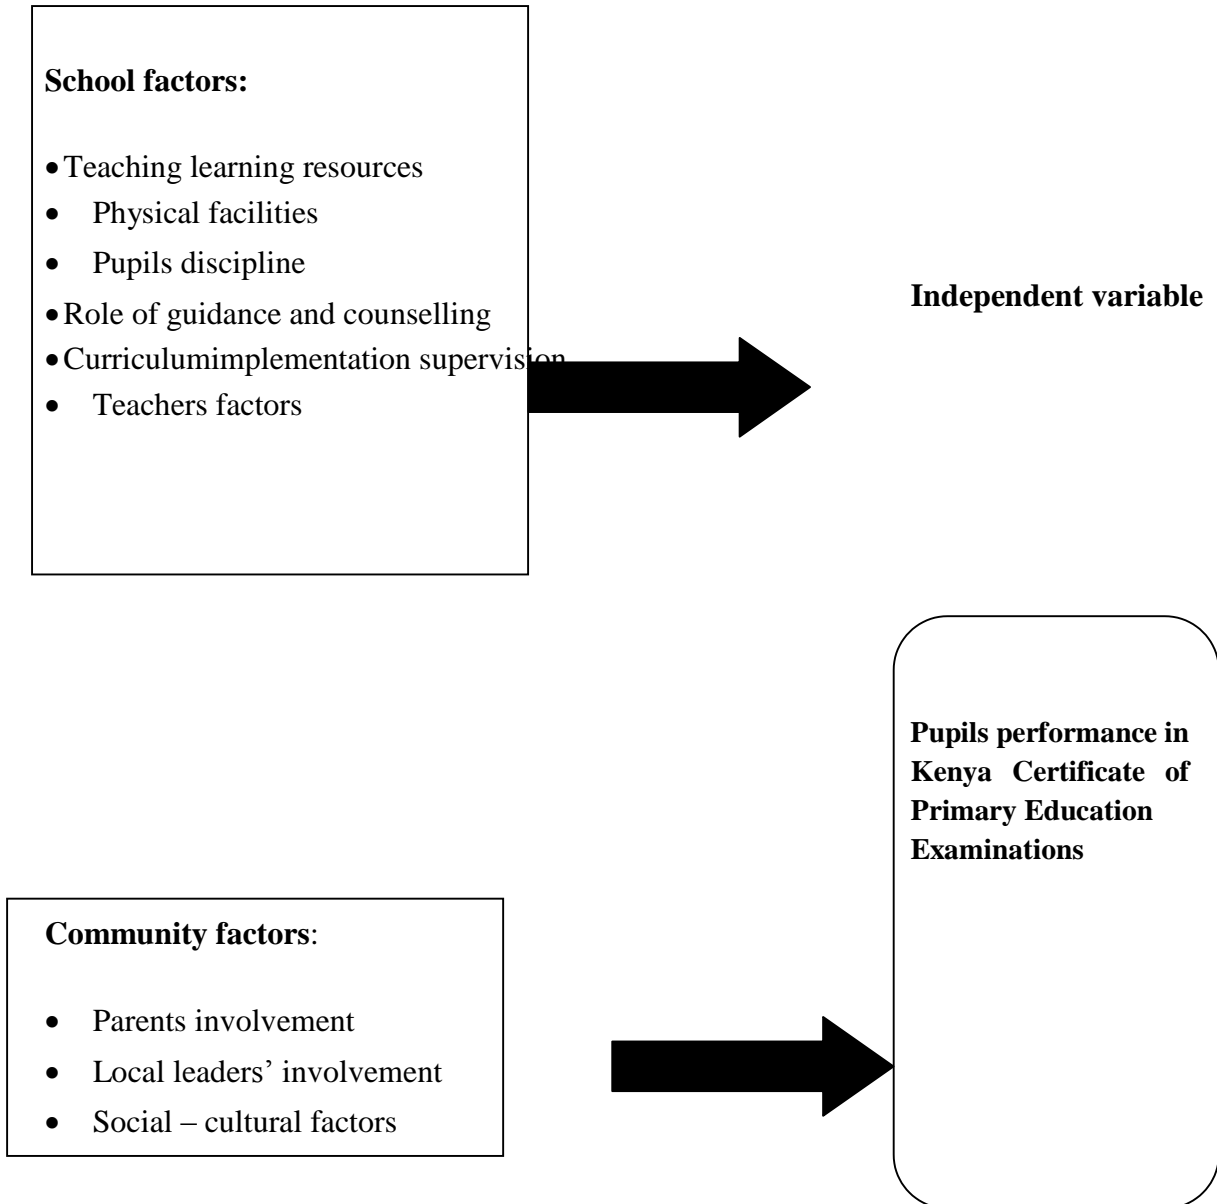 School factors:
•Teaching learning resources
• Physical facilities
• Pupils discipline
•Role of guidance and counselling
•Curriculumimplementation supervision
• Teachers factors
Independent variable
Pupils performance in
Kenya Certificate of
Primary Education
Examinations
Community factors:
• Parents involvement
• Local leaders’ involvement
• Social – cultural factors